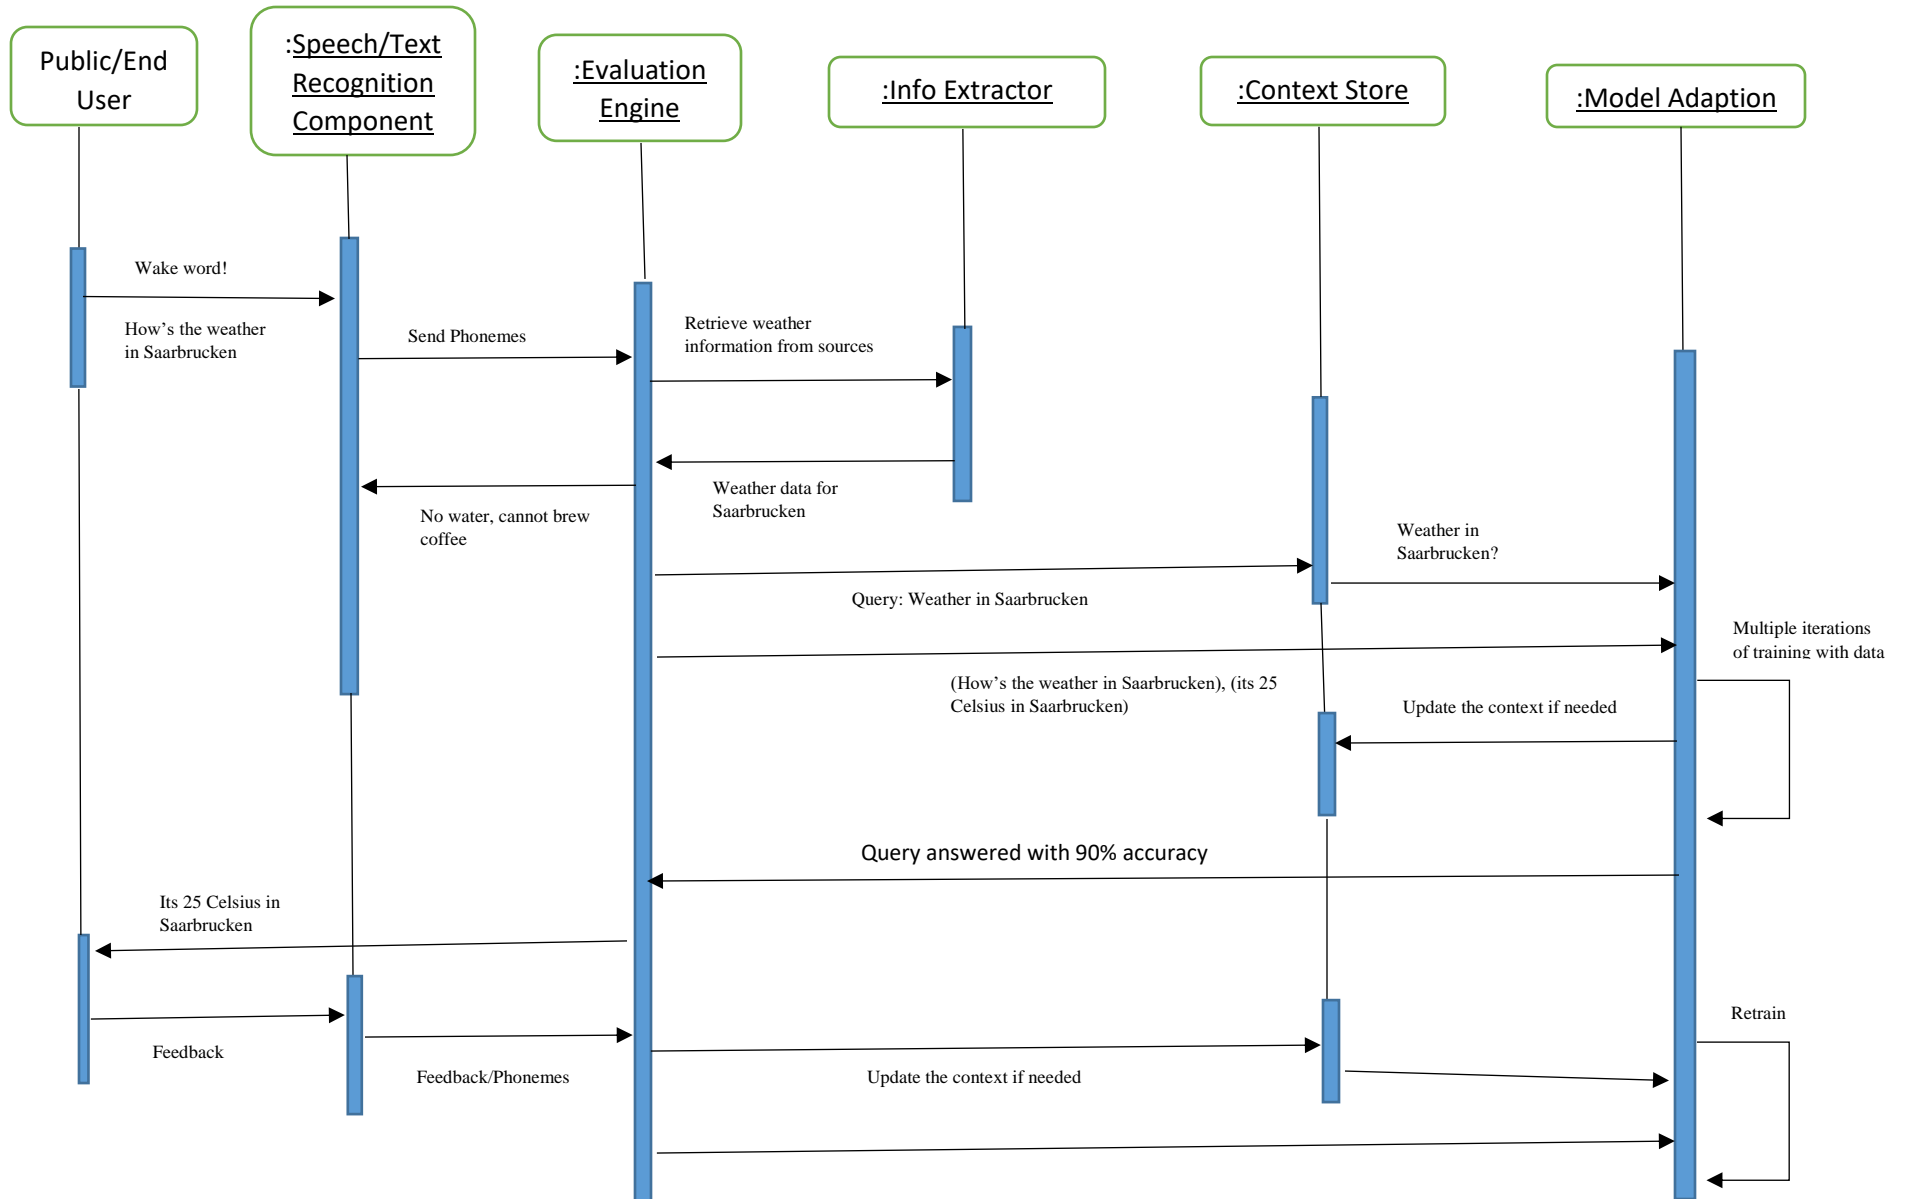 Public/End
User
:Speech/Text
Recognition
Component
:Evaluation
Engine
:Info Extractor
:Context Store
:Model Adaption
Wake word!
How's the weather
in Saarbrucken
Send Phonemes
Retrieve weather
information from sources
Weather data for
Saarbrucken
No water, cannot brew
coffee
Weather in
Saarbrucken?
Query: Weather in Saarbrucken
Multiple iterations
of training with data
(How's the weather in Saarbrucken), (its 25
Celsius in Saarbrucken)
Update the context if needed
Query answered with 90% accuracy
Its 25 Celsius in
Saarbrucken
Feedback
Feedback/Phonemes
Update the context if needed
Retrain